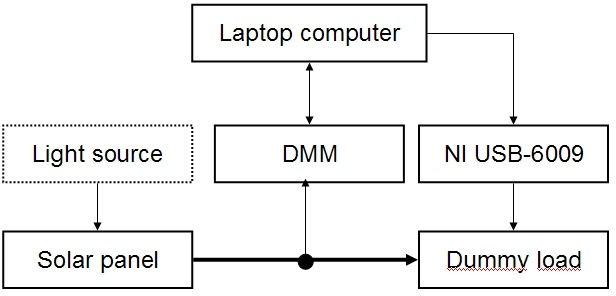 Laptop computer
Light source
DMM
NI USB-6009
Solar panel
Dummy load